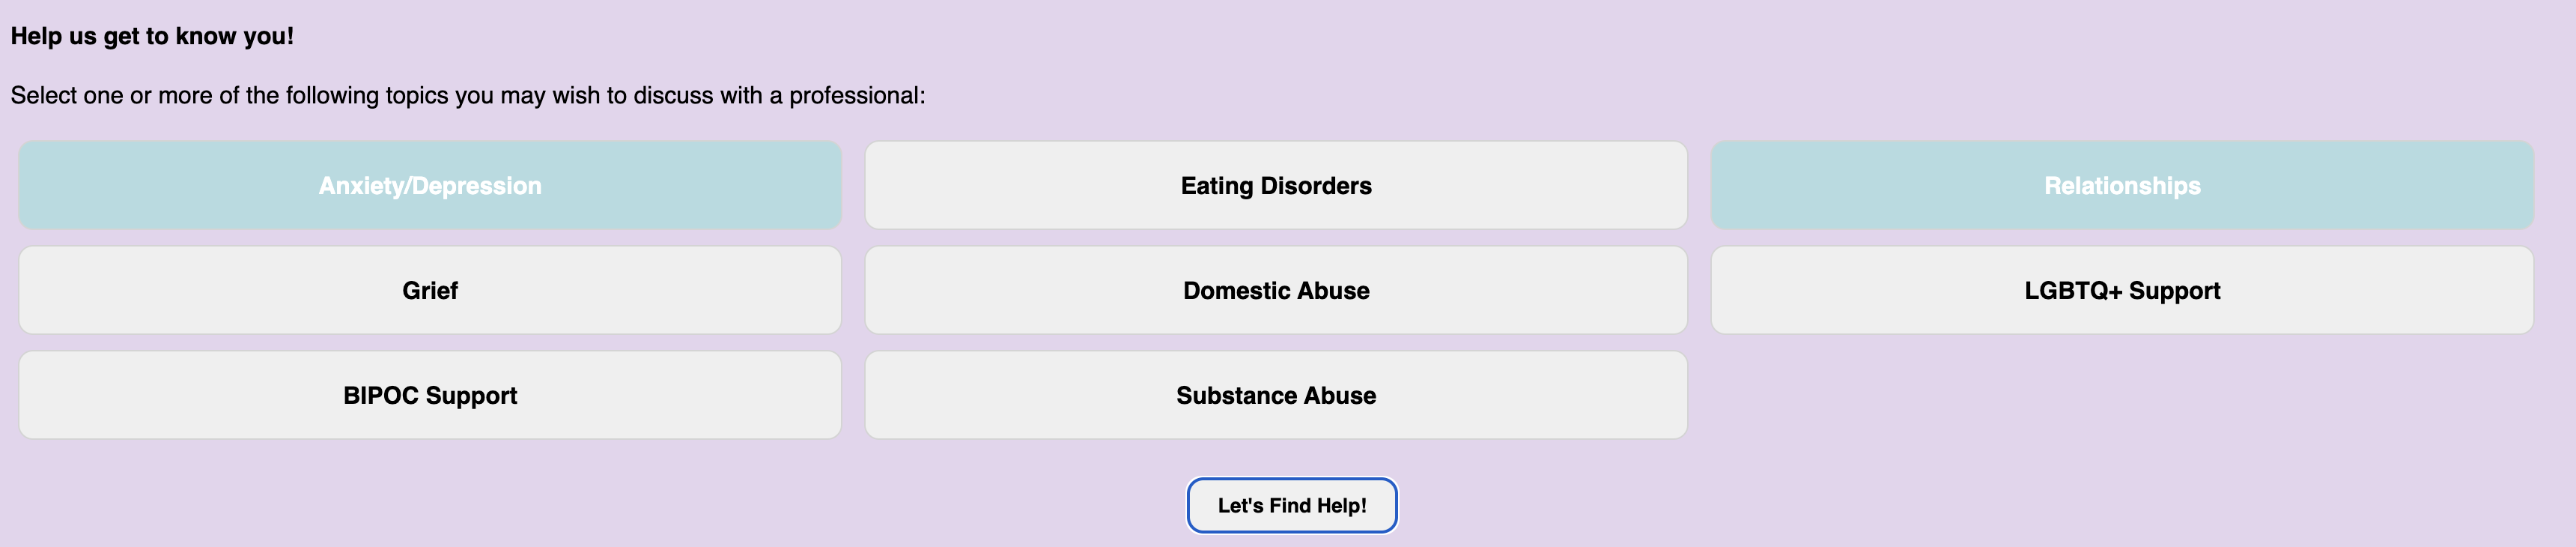 Help us get to know you!
Select one or more of the following topics you may wish to discuss with a professional:
Anxiety/Depression
Eating Disorders
Relationships
Grief
Domestic Abuse
LGBTQ+ Support
BIPOC Support
Substance Abuse
Let's Find Help!